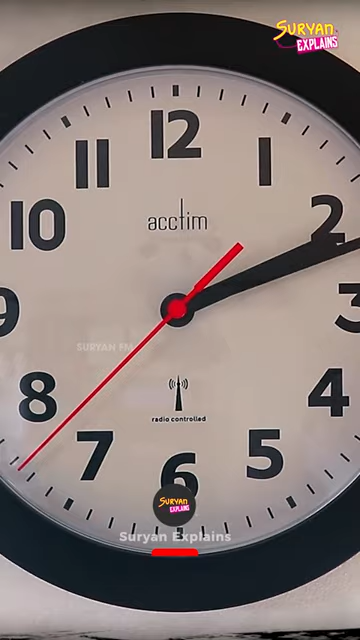 SURYAN
EXPLAINS
12
11
1
10
2
acctim
9
3
SURYAN FM
8
4
radio controlled
7
5
6
SURYAN
EXPLAINS
Suryan Explains